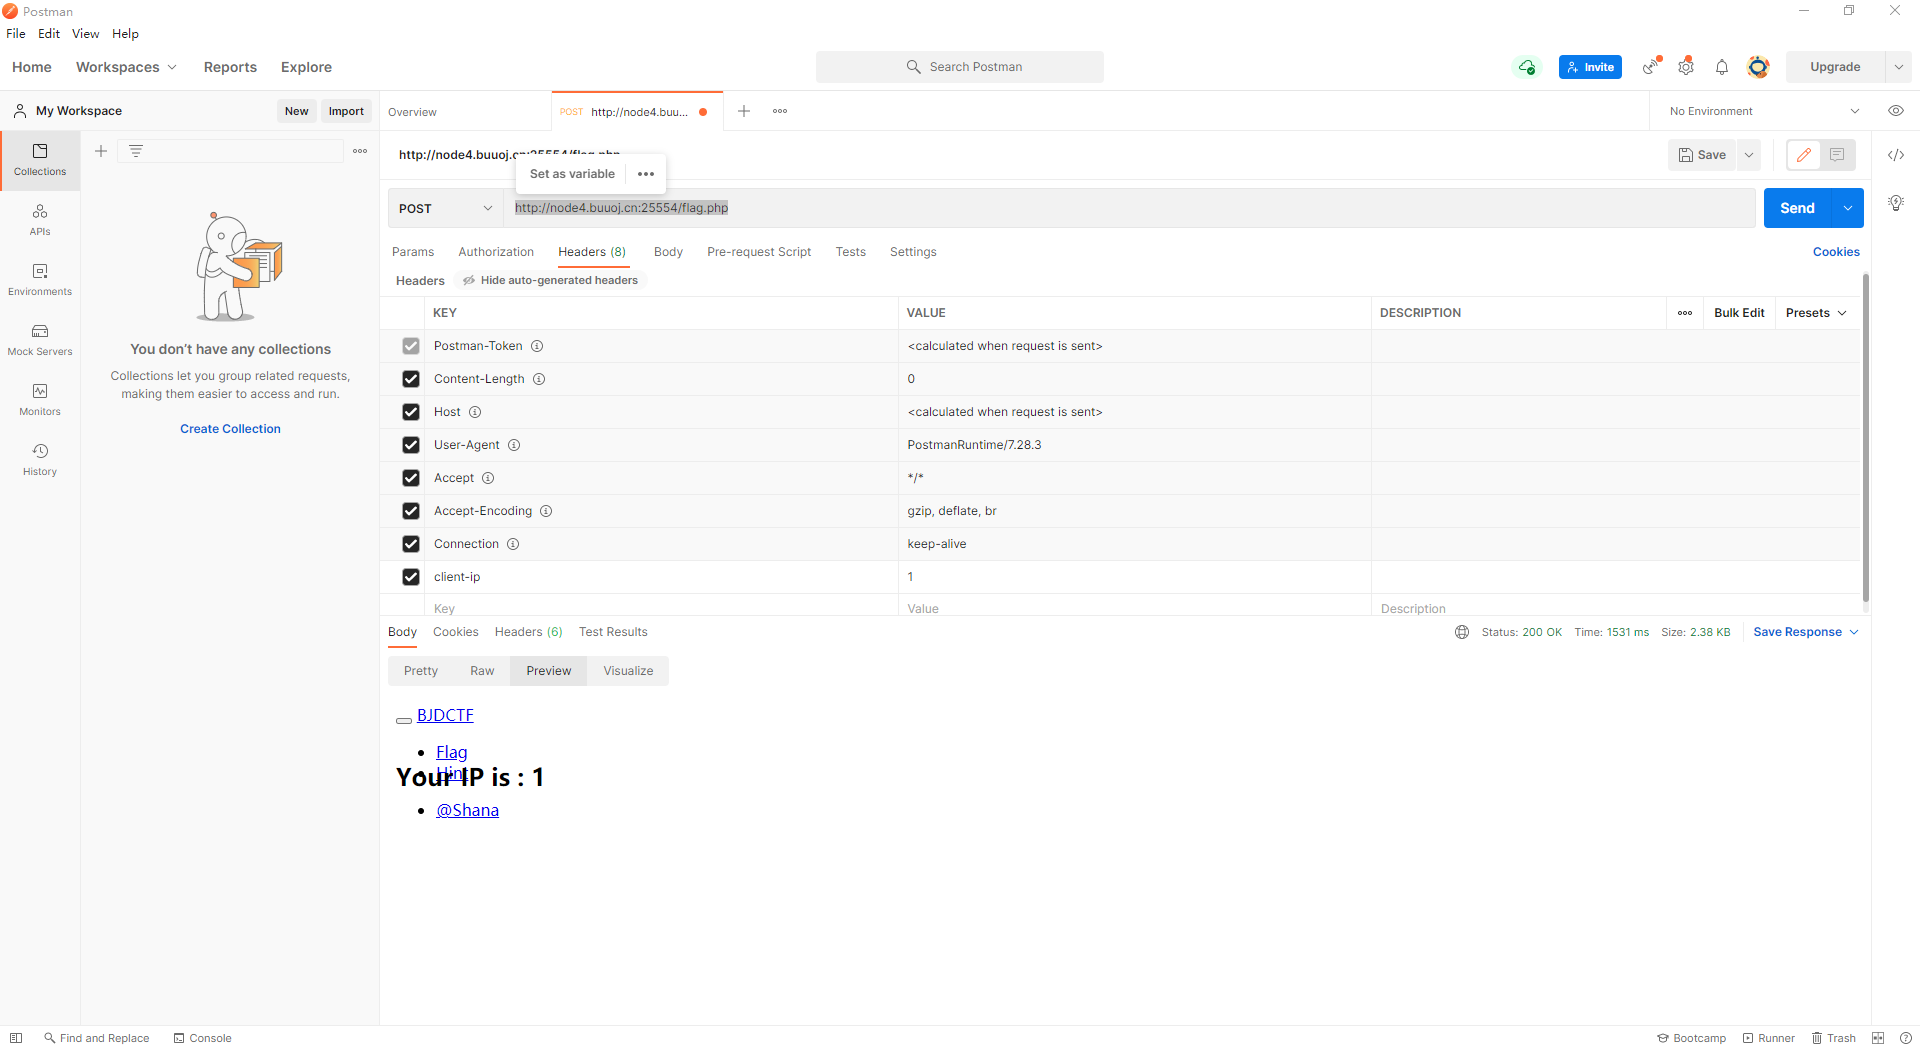 Postman
File Edit View Help
Home Workspaces Reports Explore
Search Postman
Invite
Upgrade
My Workspace
New Import
Overview
POST http://node4.buu...
No Environment
Collections
APIs
Environments
Mock Servers
Monitors
History
You don't have any collections
Collections let you group related requests,
making them easier to access and run.
Create Collection
http://node4.buuoj.cn:25554/flag.php
Save
Set as variable
POST
http://node4.buuoj.cn:25554/flag.php
Send
Params Authorization Headers (8) Body Pre-request Script Tests Settings
Cookies
Headers Hide auto-generated headers
KEY VALUE DESCRIPTION Bulk Edit Presets
Postman-Token <calculated when request is sent>
Content-Length 0
Host <calculated when request is sent>
User-Agent PostmanRuntime/7.28.3
Accept */*
Accept-Encoding gzip, deflate, br
Connection keep-alive
client-ip 1
Key Value Description
Body Cookies Headers (6) Test Results
Status: 200 OK Time: 1531 ms Size: 2.38 KB Save Response
Pretty Raw Preview Visualize
BJDCTF
Flag
Hint
Your IP is : 1
@Shana
Find and Replace Console
Bootcamp Runner Trash